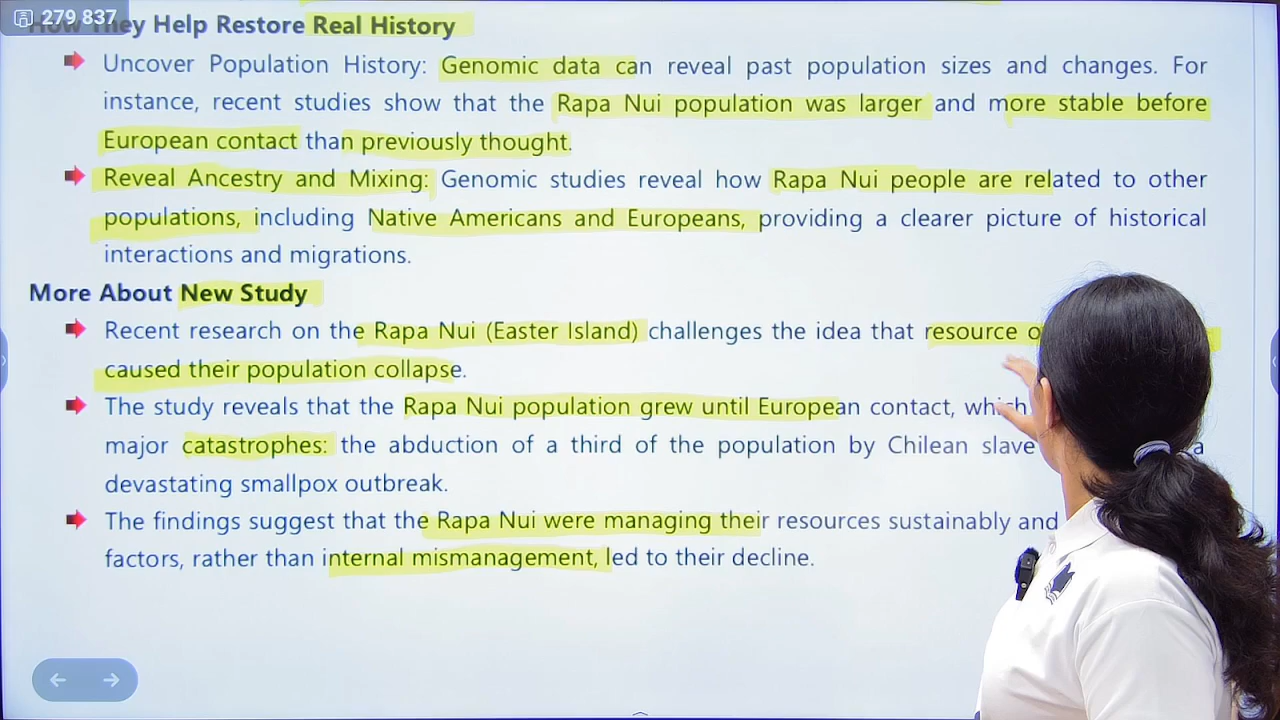 279 837
How They Help Restore Real History
Uncover Population History: Genomic data can reveal past population sizes and changes. For
instance, recent studies show that the Rapa Nui population was larger and more stable before
European contact than previously thought.
Reveal Ancestry and Mixing: Genomic studies reveal how Rapa Nui people are related to other
populations, including Native Americans and Europeans, providing a clearer picture of historical
interactions and migrations.
More About New Study
Recent research on the Rapa Nui (Easter Island) challenges the idea that resource
caused their population collapse.
The study reveals that the Rapa Nui population grew until European contact, which
major catastrophes: the abduction of a third of the population by Chilean slave a
devastating smallpox outbreak.
The findings suggest that the Rapa Nui were managing their resources sustainably and
factors, rather than internal mismanagement, led to their decline.